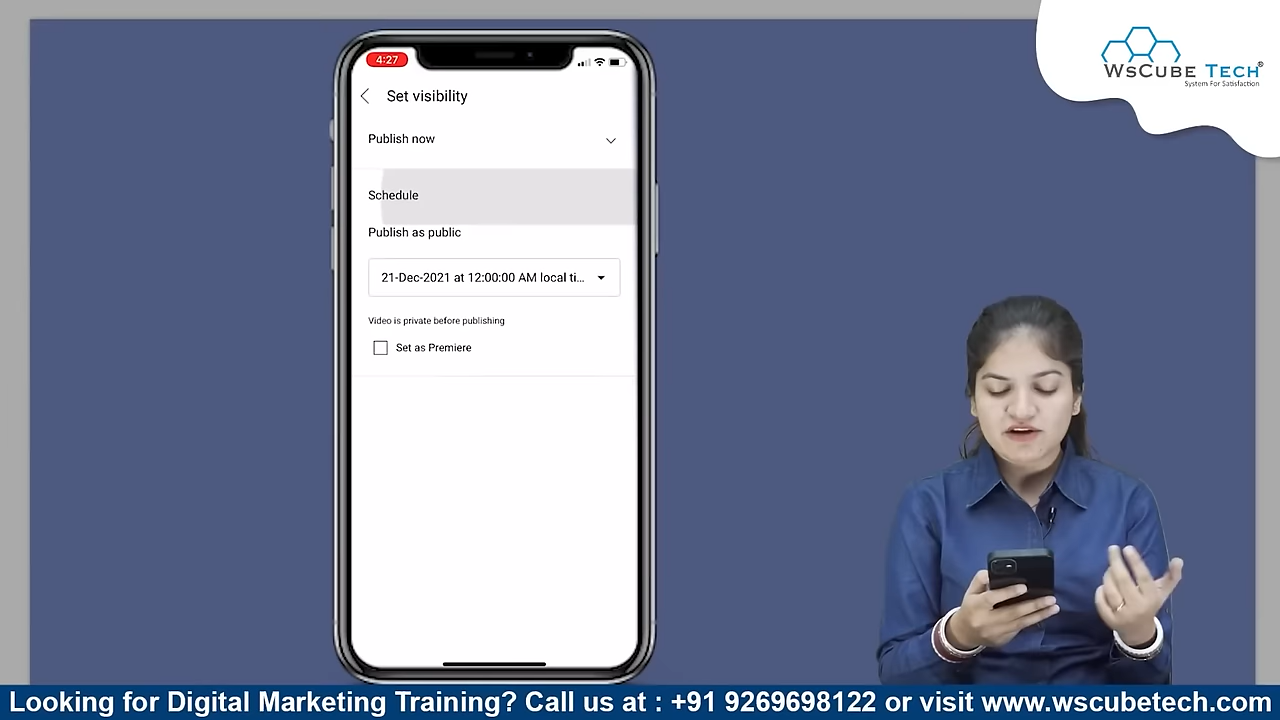 4:27
Set visibility
Publish now
Schedule
Publish as public
21-Dec-2021 at 12:00:00 AM local ti...
Video is private before publishing
Set as Premiere
WSCUBE TECH®
System For Satisfaction
Looking for Digital Marketing Training? Call us at : +91 9269698122 or visit www.wscubetech.com